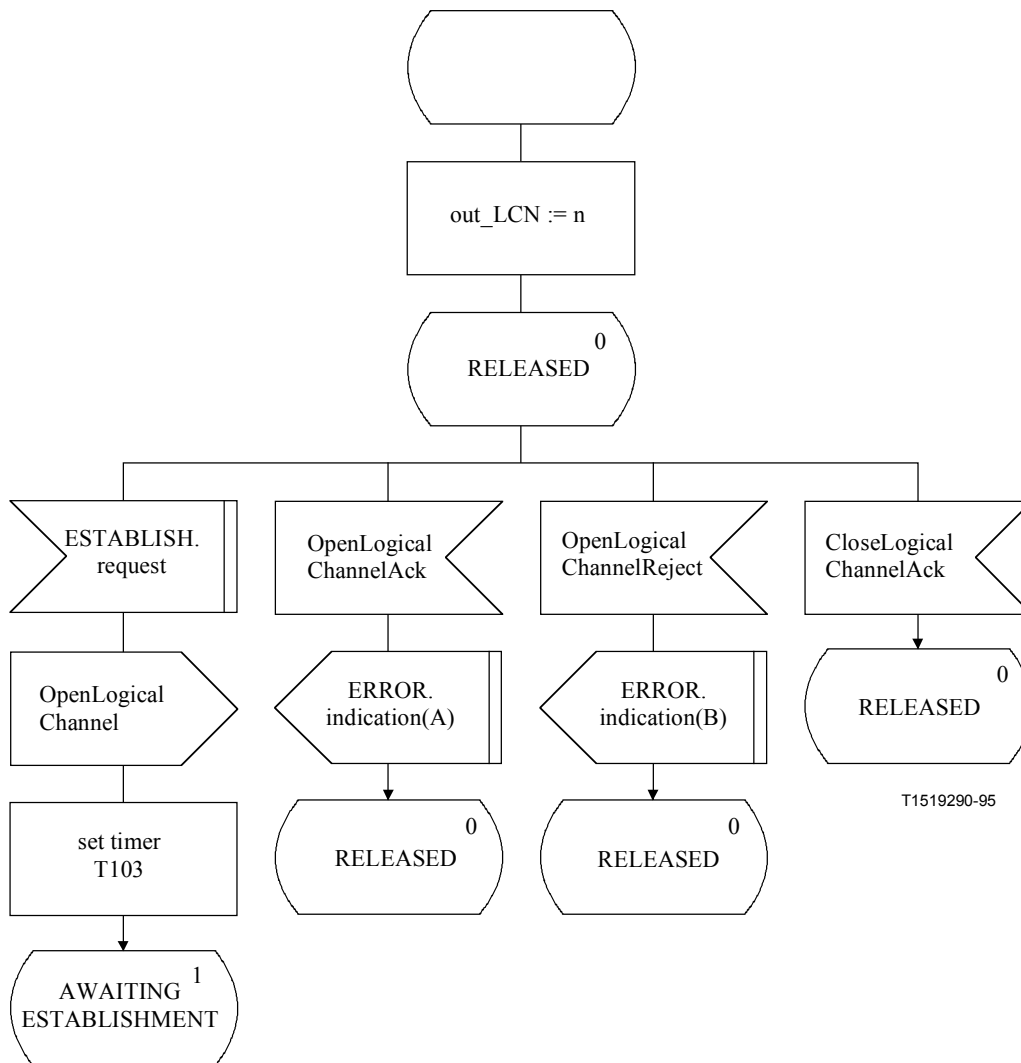 out_LCN := n
0
RELEASED
ESTABLISH.
request
OpenLogical
ChannelAck
OpenLogical
ChannelReject
CloseLogical
ChannelAck
OpenLogical
Channel
ERROR.
indication(A)
ERROR.
indication(B)
0
RELEASED
T1519290-95
set timer
T103
0
RELEASED
0
RELEASED
1
AWAITING
ESTABLISHMENT